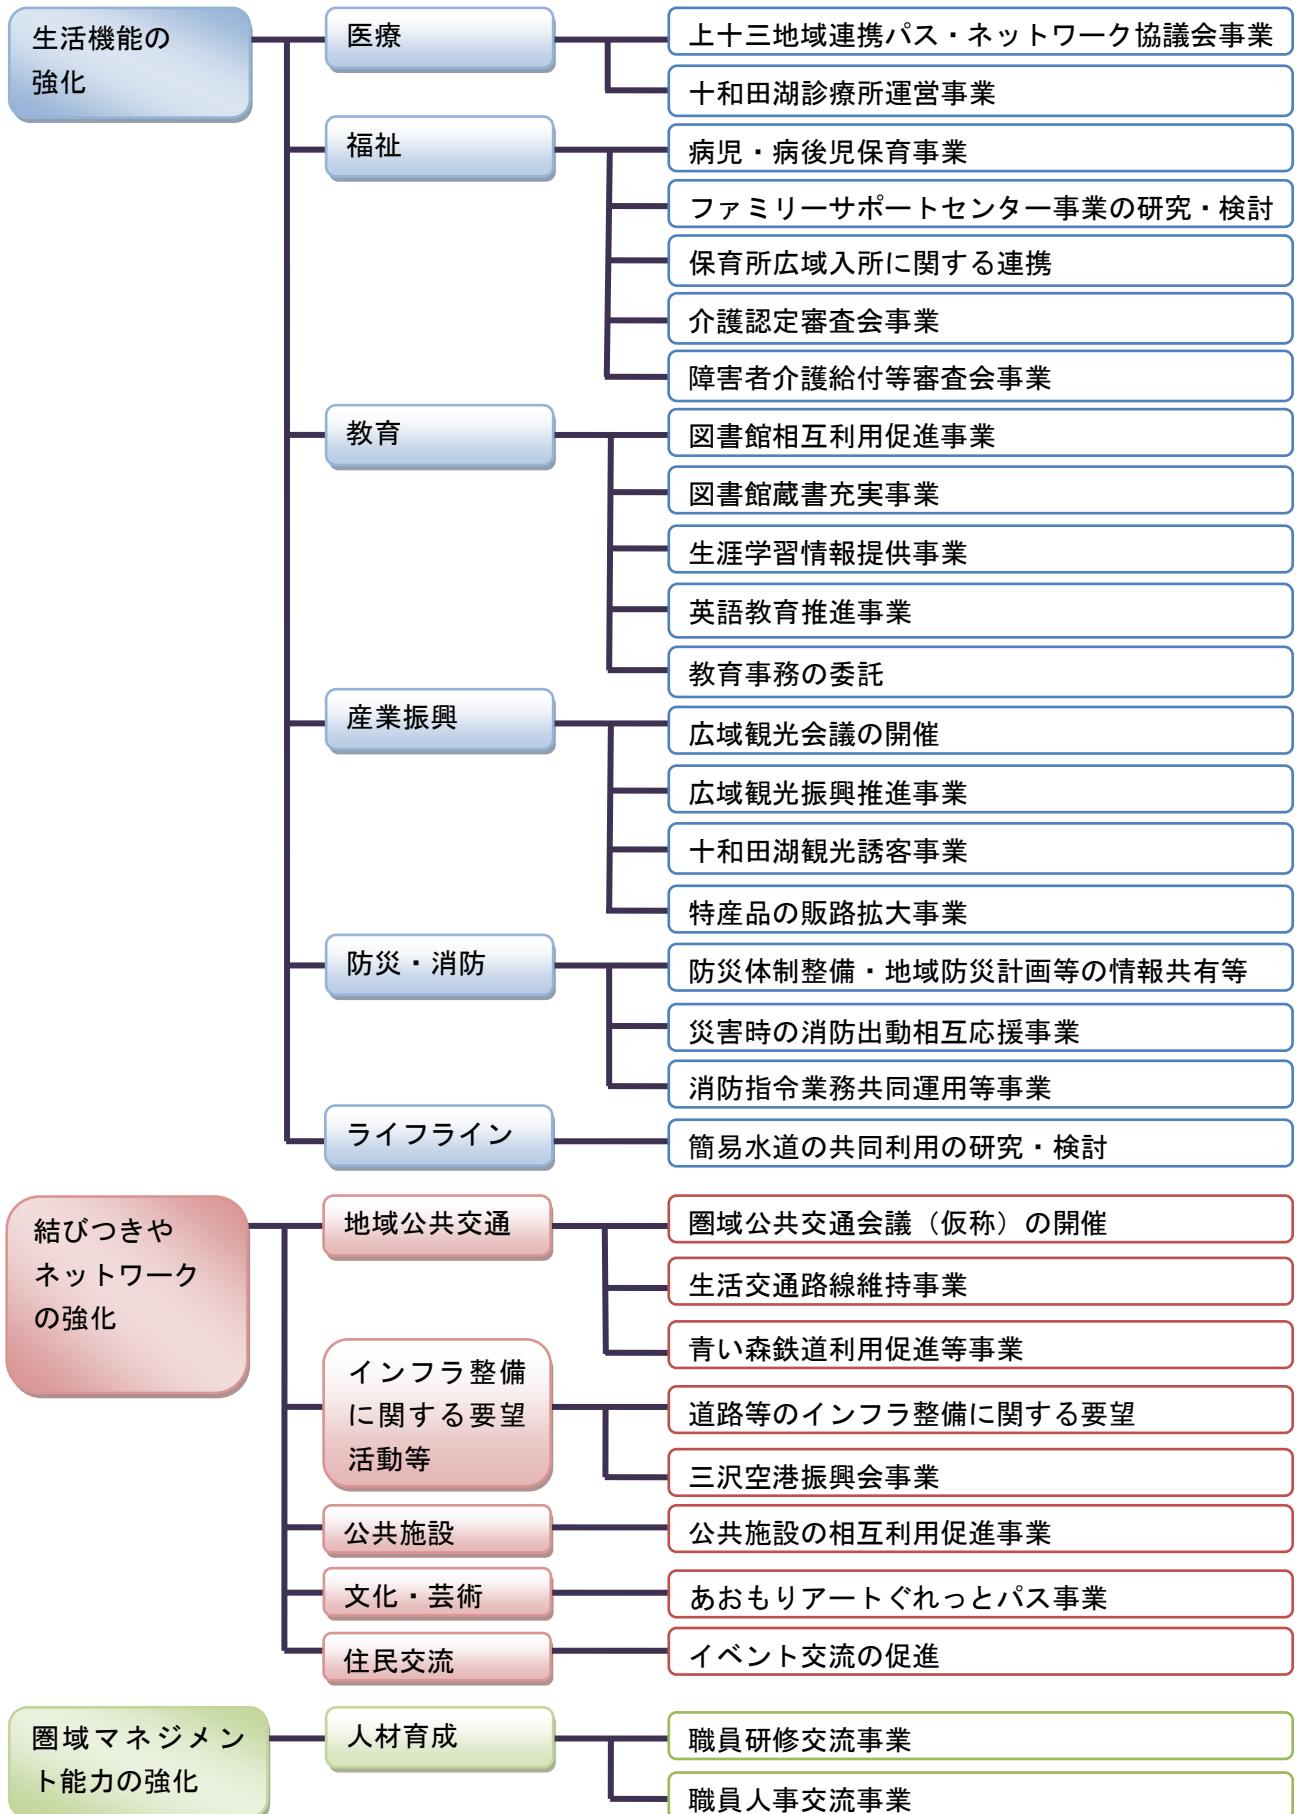 生活機能の
強化
医療
上十三地域連携パス・ネットワーク協議会事業
十和田湖診療所運営事業
福祉
病児・病後児保育事業
ファミリーサポートセンター事業の研究・検討
保育所広域入所に関する連携
介護認定審査会事業
障害者介護給付等審査会事業
教育
図書館相互利用促進事業
図書館蔵書充実事業
生涯学習情報提供事業
英語教育推進事業
教育事務の委託
産業振興
広域観光会議の開催
広域観光振興推進事業
十和田湖観光誘客事業
特産品の販路拡大事業
防災・消防
防災体制整備・地域防災計画等の情報共有等
災害時の消防出動相互応援事業
消防指令業務共同運用等事業
ライフライン
簡易水道の共同利用の研究・検討
結びつきや
ネットワーク
の強化
地域公共交通
圏域公共交通会議（仮称）の開催
生活交通路線維持事業
青い森鉄道利用促進等事業
インフラ整備
に関する要望
活動等
道路等のインフラ整備に関する要望
三沢空港振興会事業
公共施設
公共施設の相互利用促進事業
文化・芸術
あおもりアートぐれっとパス事業
住民交流
イベント交流の促進
圏域マネジメン
ト能力の強化
人材育成
職員研修交流事業
職員人事交流事業